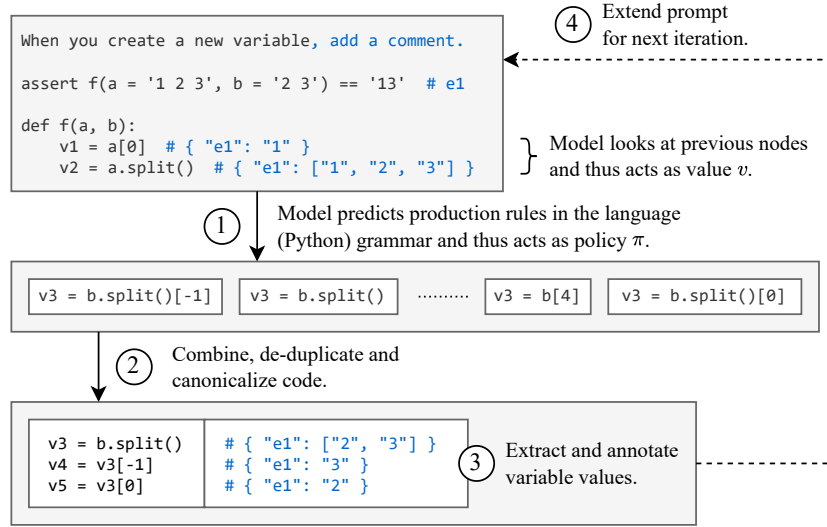 When you create a new variable, add a comment.
assert f(a = '1 2 3', b = '2 3') == '13'  # e1
def f(a, b):
    v1 = a[0]  # { "e1": "1" }
    v2 = a.split()  # { "e1": ["1", "2", "3"] }
4 Extend prompt
for next iteration.
Model looks at previous nodes
and thus acts as value v.
1 Model predicts production rules in the language
(Python) grammar and thus acts as policy π.
v3 = b.split()[-1] v3 = b.split() .......... v3 = b[4] v3 = b.split()[0]
2 Combine, de-duplicate and
canonicalize code.
v3 = b.split() # { "e1": ["2", "3"] }
v4 = v3[-1] # { "e1": "3" }
v5 = v3[0] # { "e1": "2" }
3 Extract and annotate
variable values.